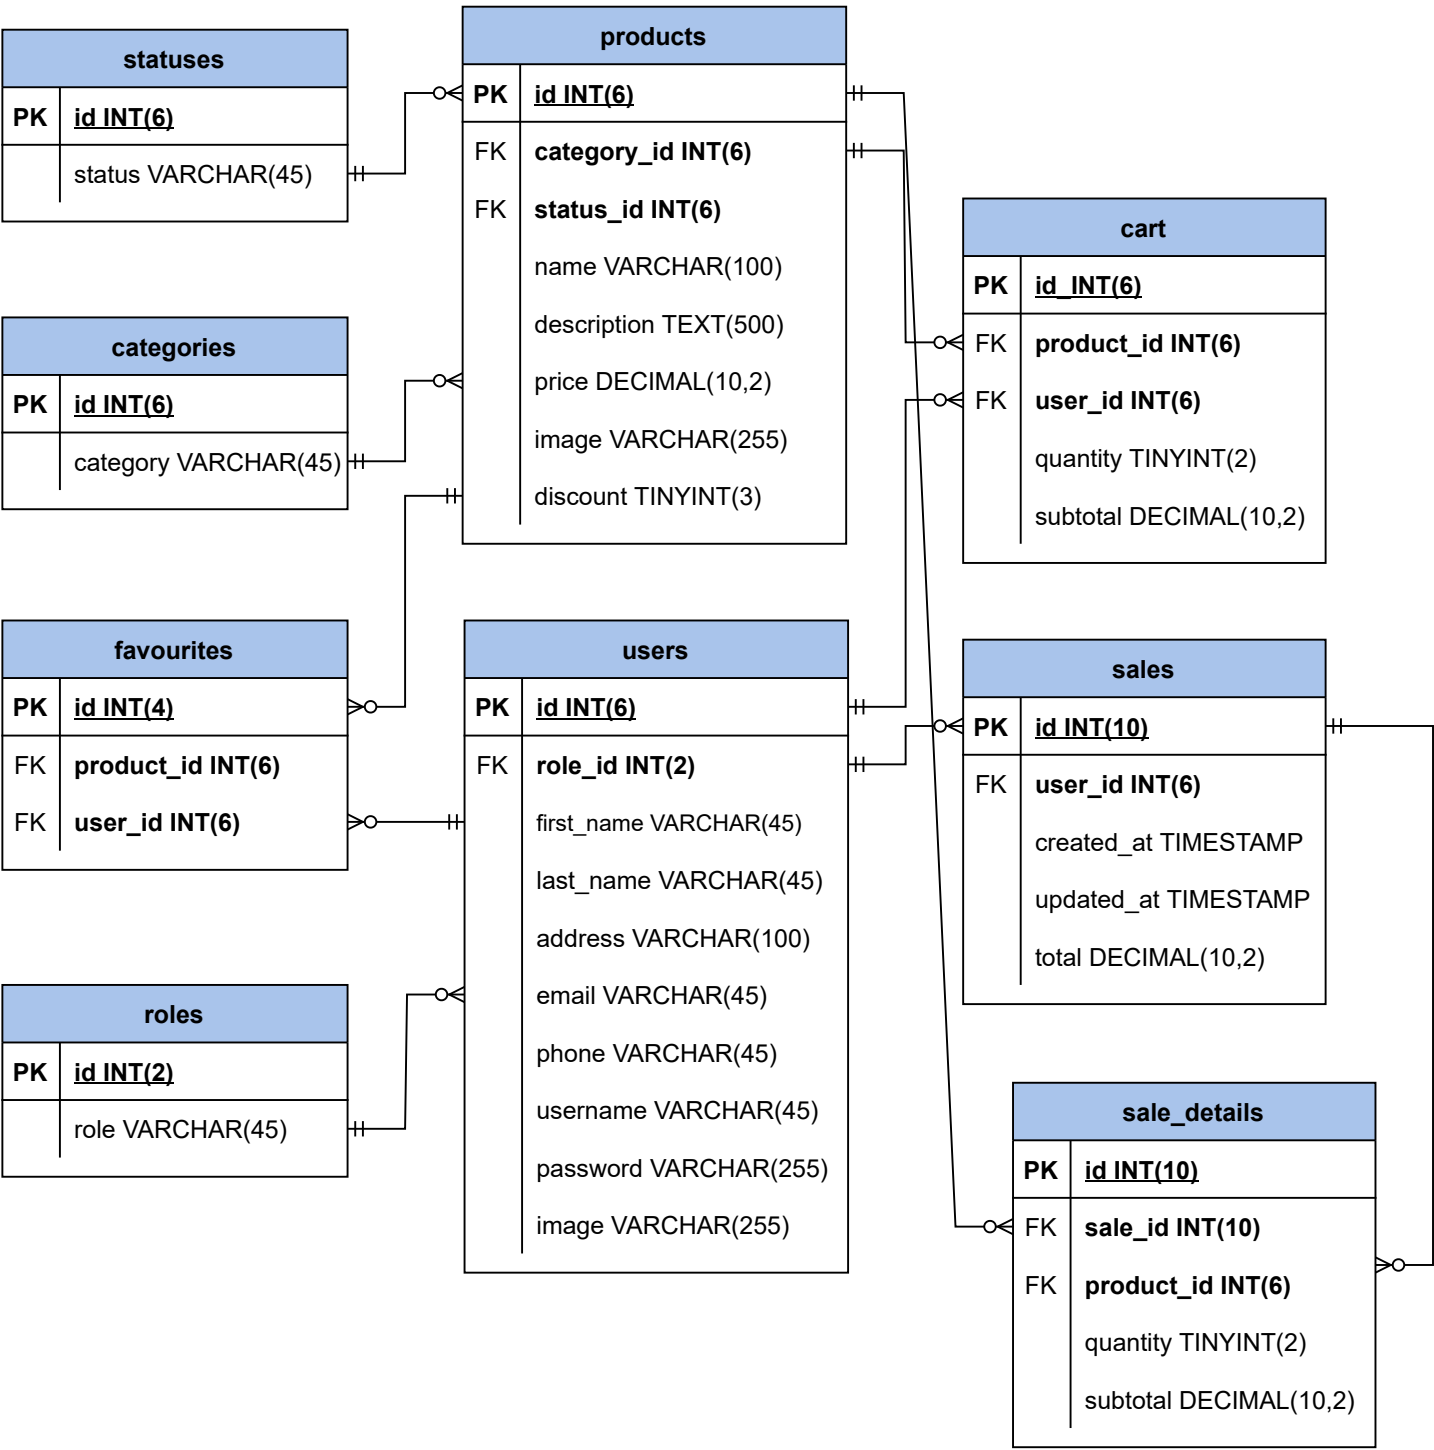 statuses
PK id INT(6)
status VARCHAR(45)
products
PK id INT(6)
FK category_id INT(6)
FK status_id INT(6)
name VARCHAR(100)
description TEXT(500)
price DECIMAL(10,2)
image VARCHAR(255)
discount TINYINT(3)
categories
PK id INT(6)
category VARCHAR(45)
cart
PK id_INT(6)
FK product_id INT(6)
FK user_id INT(6)
quantity TINYINT(2)
subtotal DECIMAL(10,2)
favourites
PK id INT(4)
FK product_id INT(6)
FK user_id INT(6)
users
PK id INT(6)
FK role_id INT(2)
first_name VARCHAR(45)
last_name VARCHAR(45)
address VARCHAR(100)
email VARCHAR(45)
phone VARCHAR(45)
username VARCHAR(45)
password VARCHAR(255)
image VARCHAR(255)
sales
PK id INT(10)
FK user_id INT(6)
created_at TIMESTAMP
updated_at TIMESTAMP
total DECIMAL(10,2)
roles
PK id INT(2)
role VARCHAR(45)
sale_details
PK id INT(10)
FK sale_id INT(10)
FK product_id INT(6)
quantity TINYINT(2)
subtotal DECIMAL(10,2)